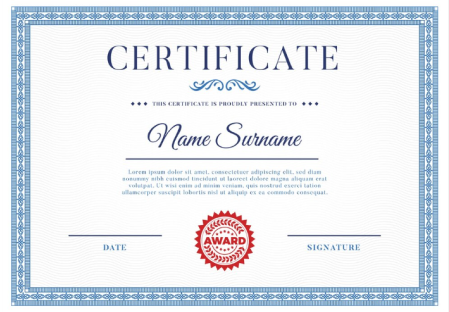 CERTIFICATE
THIS CERTIFICATE IS PROUDLY PRESENTED TO
Name Surname
Lorem ipsum dolor sit amet, consectetuer adipiscing elit, sed diam
nonummy nibh euismod tincidunt ut laoreet dolore magna aliquam erat
volutpat. Ut wisi enim ad minim veniam, quis nostrud exerci tation
ullamcorper suscipit lobortis nisl ut aliquip ex ea commodo consequat.
AWARD
DATE
SIGNATURE